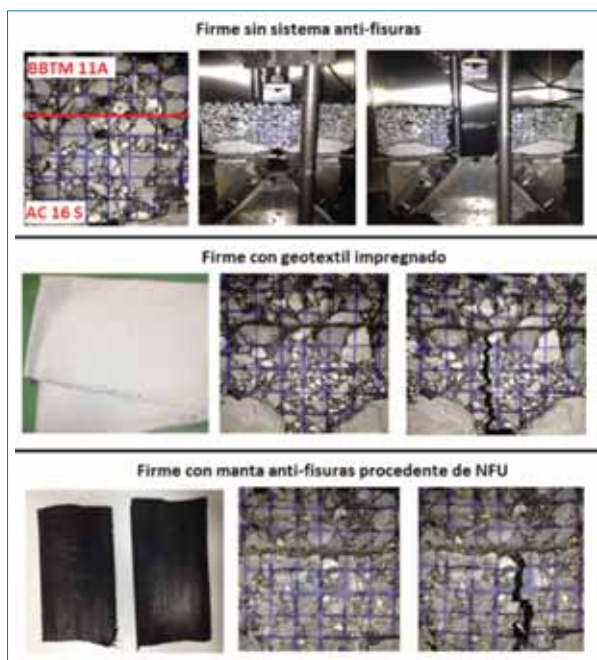 Firme sin sistema anti-fisuras
BBTM 11A
AC 16 S
Firme con geotextil impregnado
Firme con manta anti-fisuras procedente de NFU